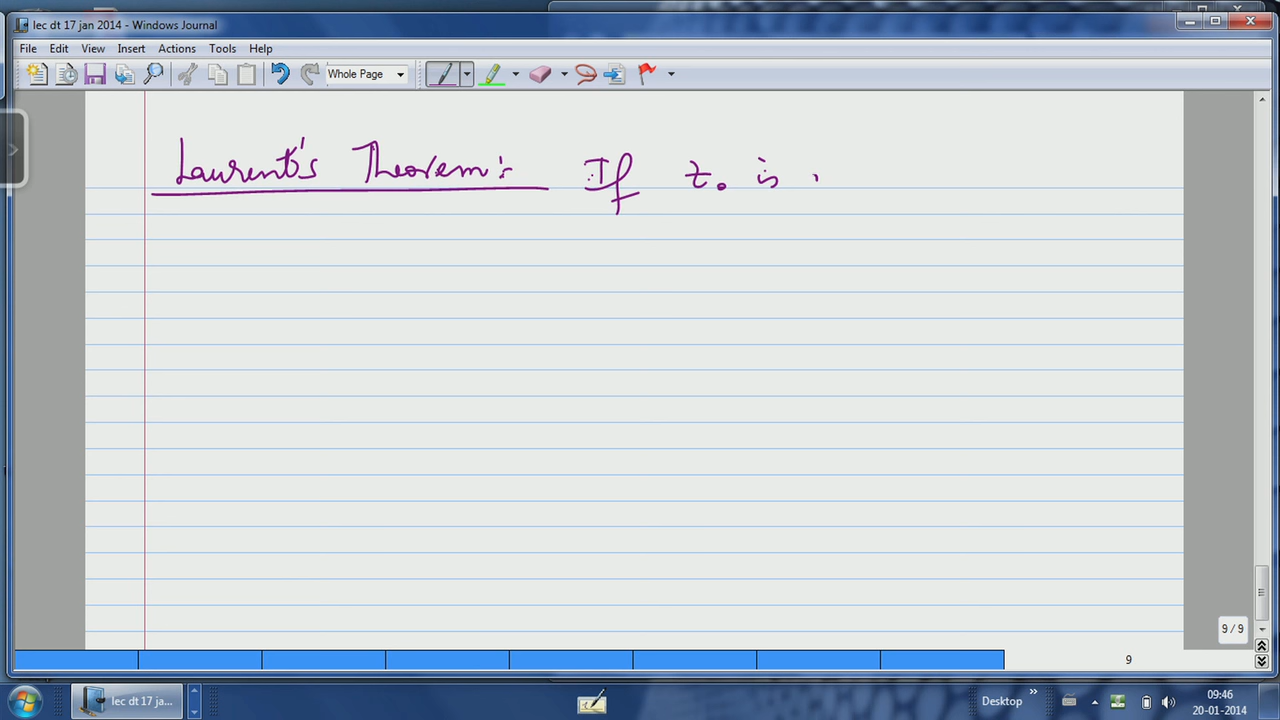 lec dt 17 jan 2014 - Windows Journal
File Edit View Insert Actions Tools Help
Whole Page
Laurent's Theorem: If z₀ is
9 / 9
9
lec dt 17 ja... Desktop 09:46
20-01-2014